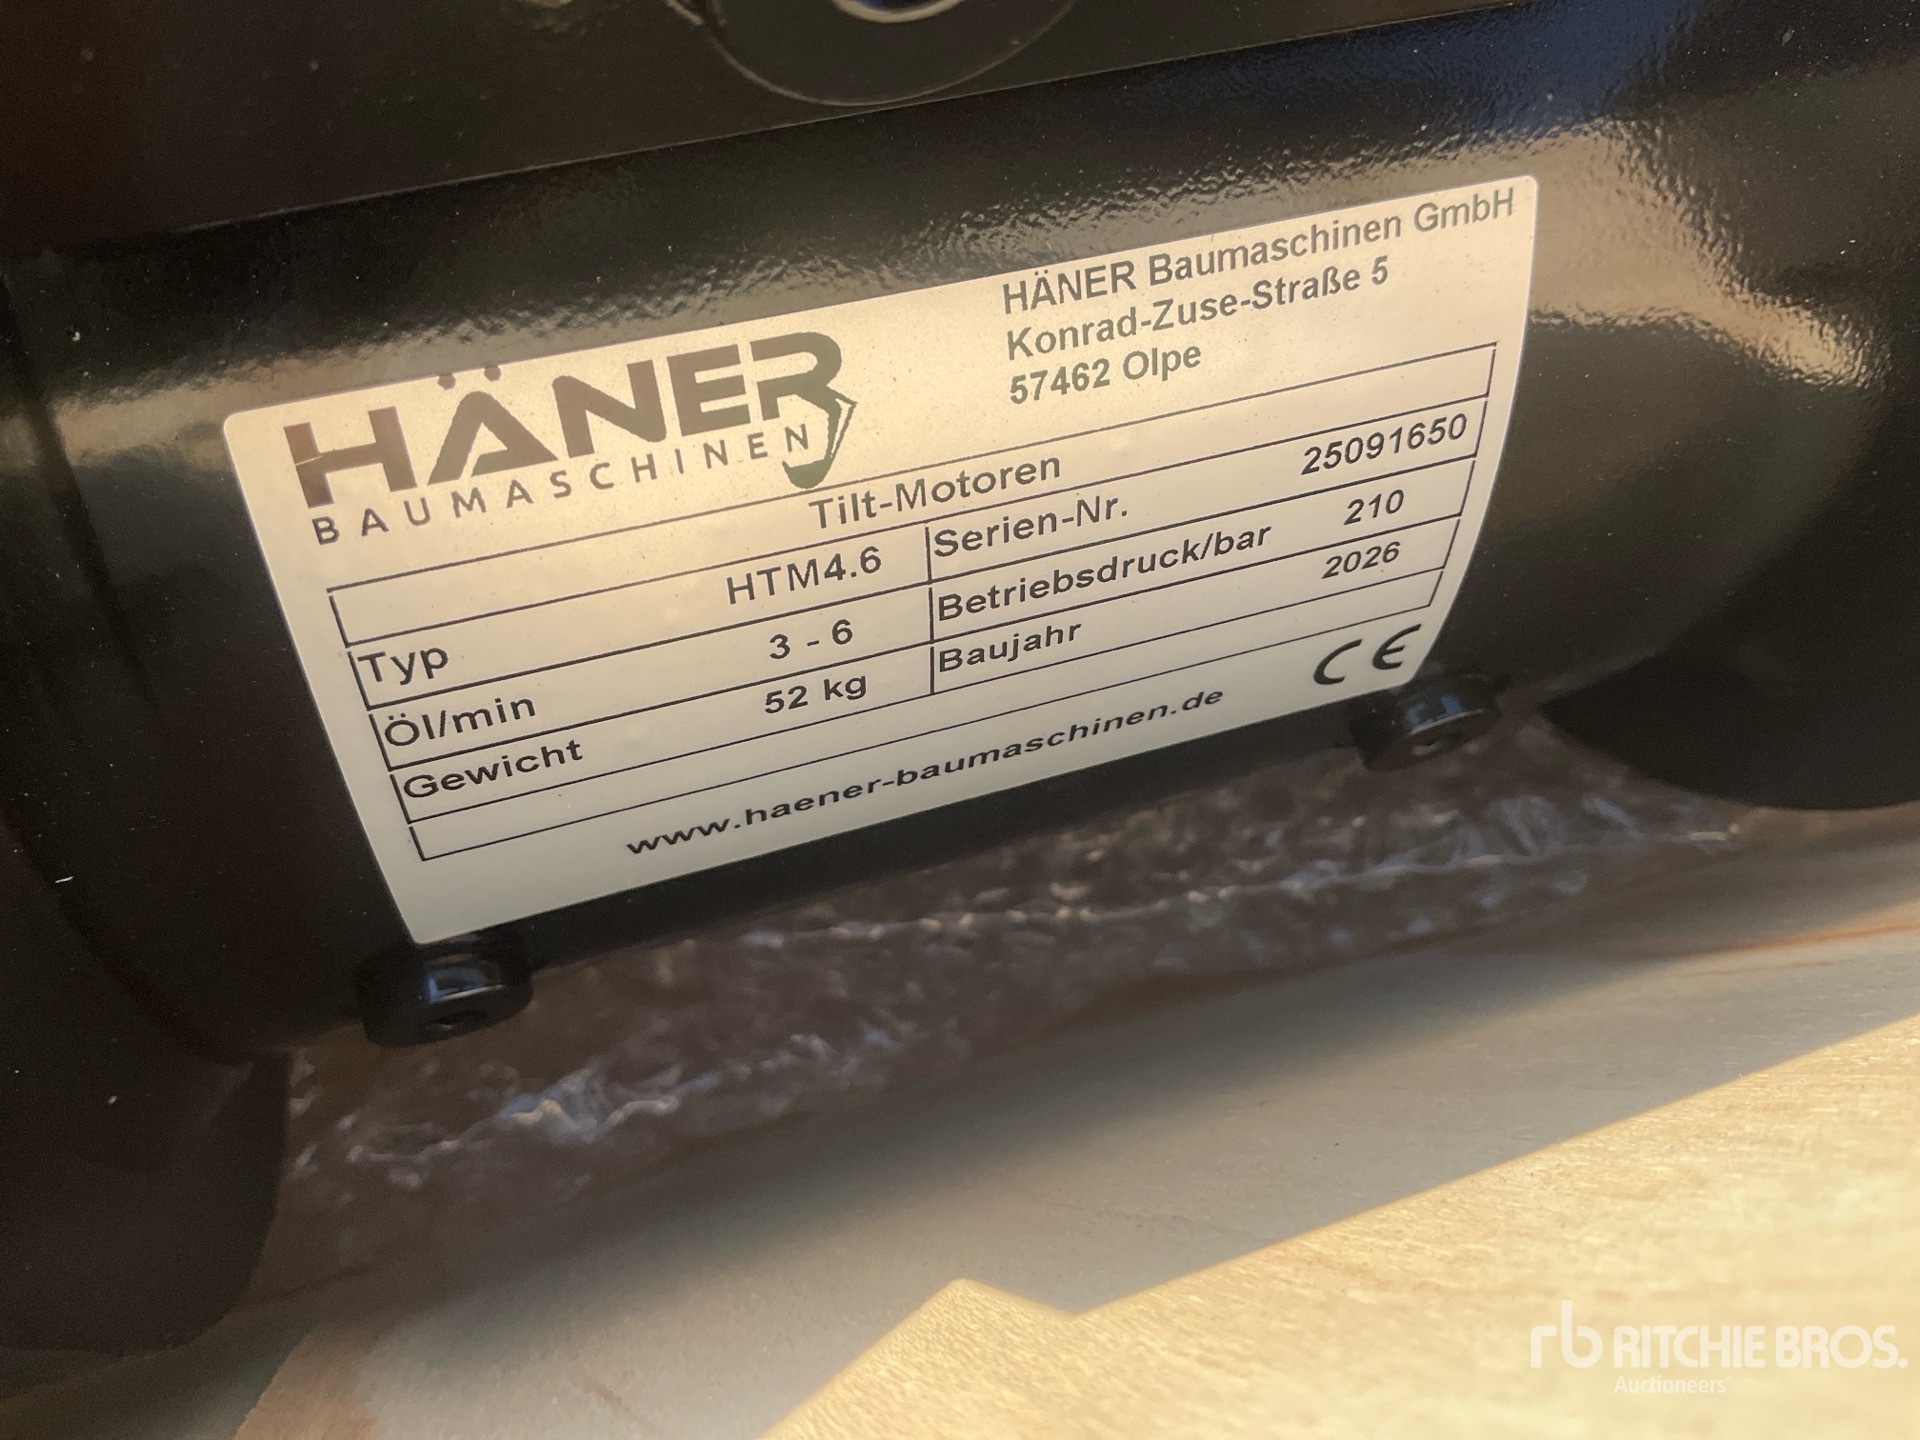 HÄNER
BAUMASCHINEN
HÄNER Baumaschinen GmbH
Konrad-Zuse-Straße 5
57462 Olpe
Tilt-Motoren
Typ HTM4.6 Serien-Nr. 25091650
Öl/min 3 - 6 Betriebsdruck/bar 210
Gewicht 52 kg Baujahr 2026
www.haener-baumaschinen.de
CE
rb RITCHIE BROS.
Auctioneers